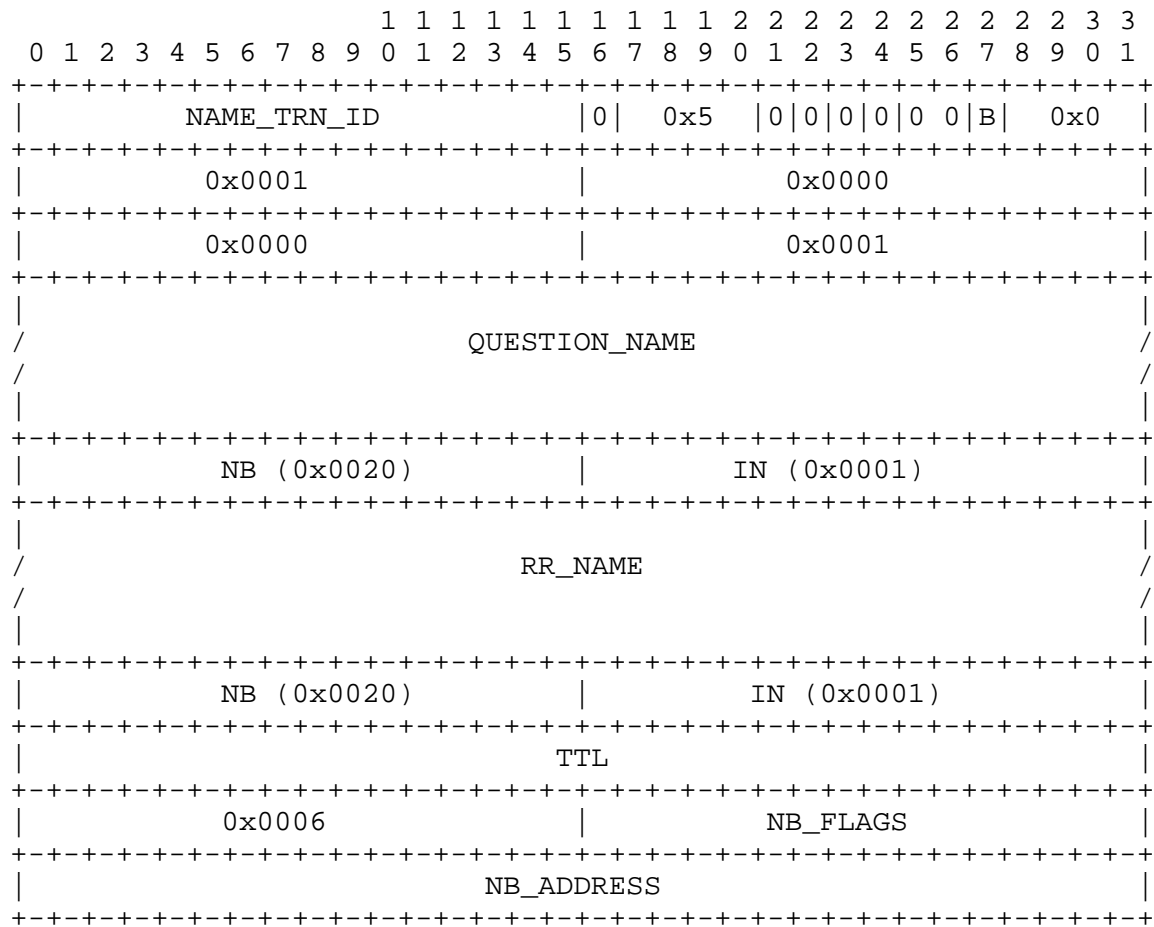 1 1 1 1 1 1 1 1 1 1 2 2 2 2 2 2 2 2 2 2 3 3
 0 1 2 3 4 5 6 7 8 9 0 1 2 3 4 5 6 7 8 9 0 1 2 3 4 5 6 7 8 9 0 1
+-+-+-+-+-+-+-+-+-+-+-+-+-+-+-+-+-+-+-+-+-+-+-+-+-+-+-+-+-+-+-+-+
|         NAME_TRN_ID           |0|  0x5  |0|0|0|0|0 0|B|  0x0  |
+-+-+-+-+-+-+-+-+-+-+-+-+-+-+-+-+-+-+-+-+-+-+-+-+-+-+-+-+-+-+-+-+
|          0x0001               |           0x0000              |
+-+-+-+-+-+-+-+-+-+-+-+-+-+-+-+-+-+-+-+-+-+-+-+-+-+-+-+-+-+-+-+-+
|          0x0000               |           0x0001              |
+-+-+-+-+-+-+-+-+-+-+-+-+-+-+-+-+-+-+-+-+-+-+-+-+-+-+-+-+-+-+-+-+
|                                                               |
/                         QUESTION_NAME                         /
/                                                               /
|                                                               |
+-+-+-+-+-+-+-+-+-+-+-+-+-+-+-+-+-+-+-+-+-+-+-+-+-+-+-+-+-+-+-+-+
|           NB (0x0020)         |        IN (0x0001)            |
+-+-+-+-+-+-+-+-+-+-+-+-+-+-+-+-+-+-+-+-+-+-+-+-+-+-+-+-+-+-+-+-+
|                                                               |
/                            RR_NAME                            /
/                                                               /
|                                                               |
+-+-+-+-+-+-+-+-+-+-+-+-+-+-+-+-+-+-+-+-+-+-+-+-+-+-+-+-+-+-+-+-+
|           NB (0x0020)         |         IN (0x0001)           |
+-+-+-+-+-+-+-+-+-+-+-+-+-+-+-+-+-+-+-+-+-+-+-+-+-+-+-+-+-+-+-+-+
|                              TTL                              |
+-+-+-+-+-+-+-+-+-+-+-+-+-+-+-+-+-+-+-+-+-+-+-+-+-+-+-+-+-+-+-+-+
|           0x0006              |          NB_FLAGS             |
+-+-+-+-+-+-+-+-+-+-+-+-+-+-+-+-+-+-+-+-+-+-+-+-+-+-+-+-+-+-+-+-+
|                          NB_ADDRESS                           |
+-+-+-+-+-+-+-+-+-+-+-+-+-+-+-+-+-+-+-+-+-+-+-+-+-+-+-+-+-+-+-+-+